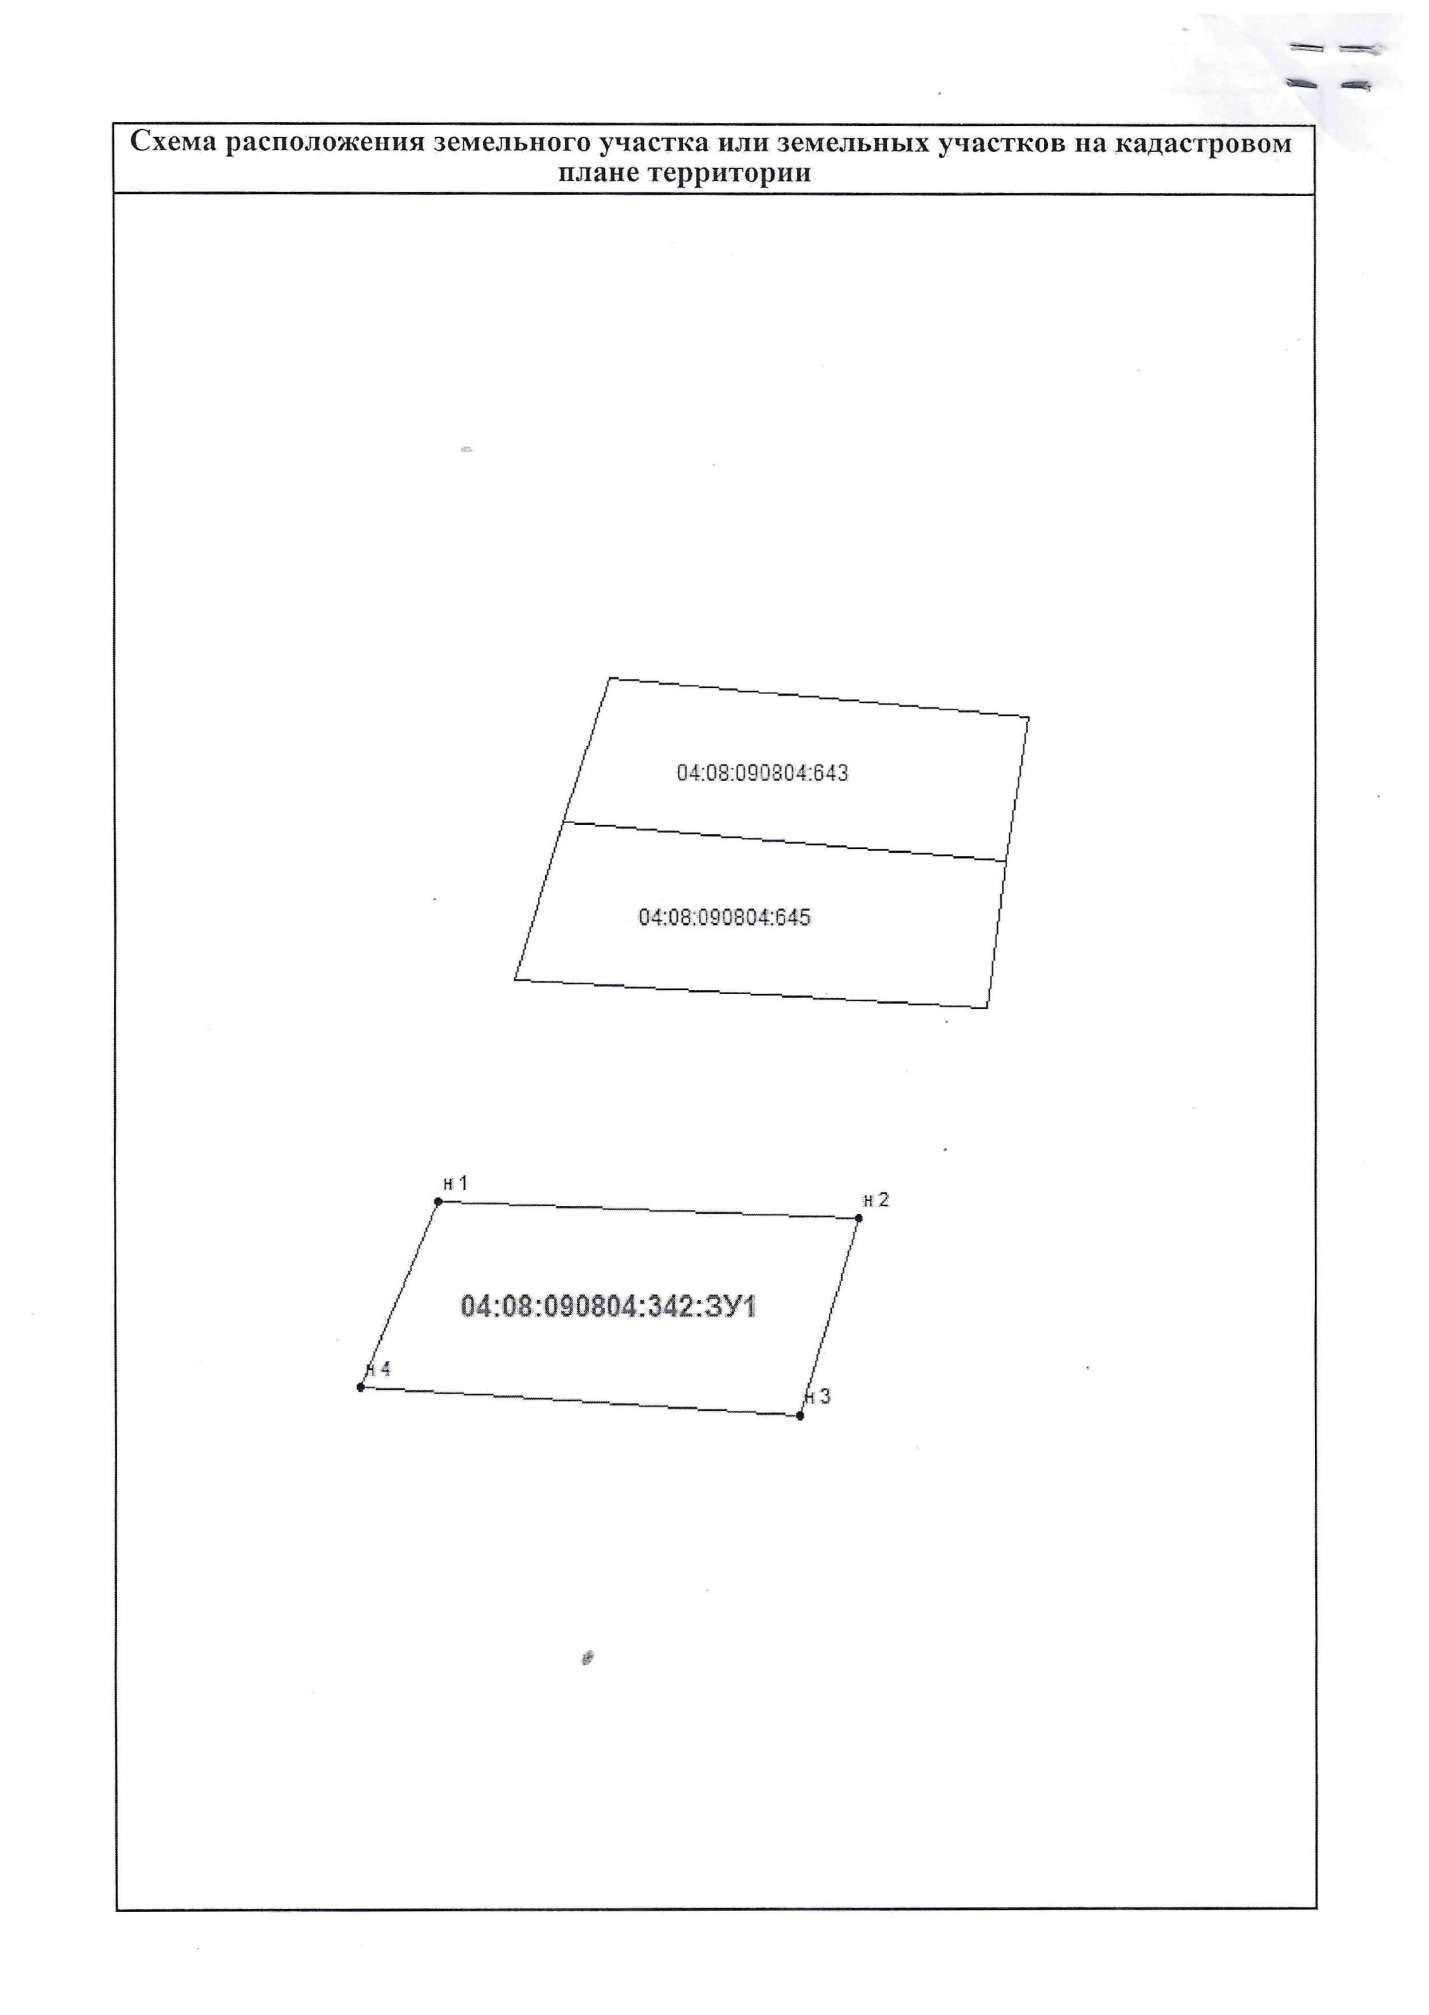 Схема расположения земельного участка или земельных участков на кадастровом
плане территории
04:08:090804:643
04:08:090804:645
н 1
н 2
04:08:090804:342:ЗУ1
н 4
н 3